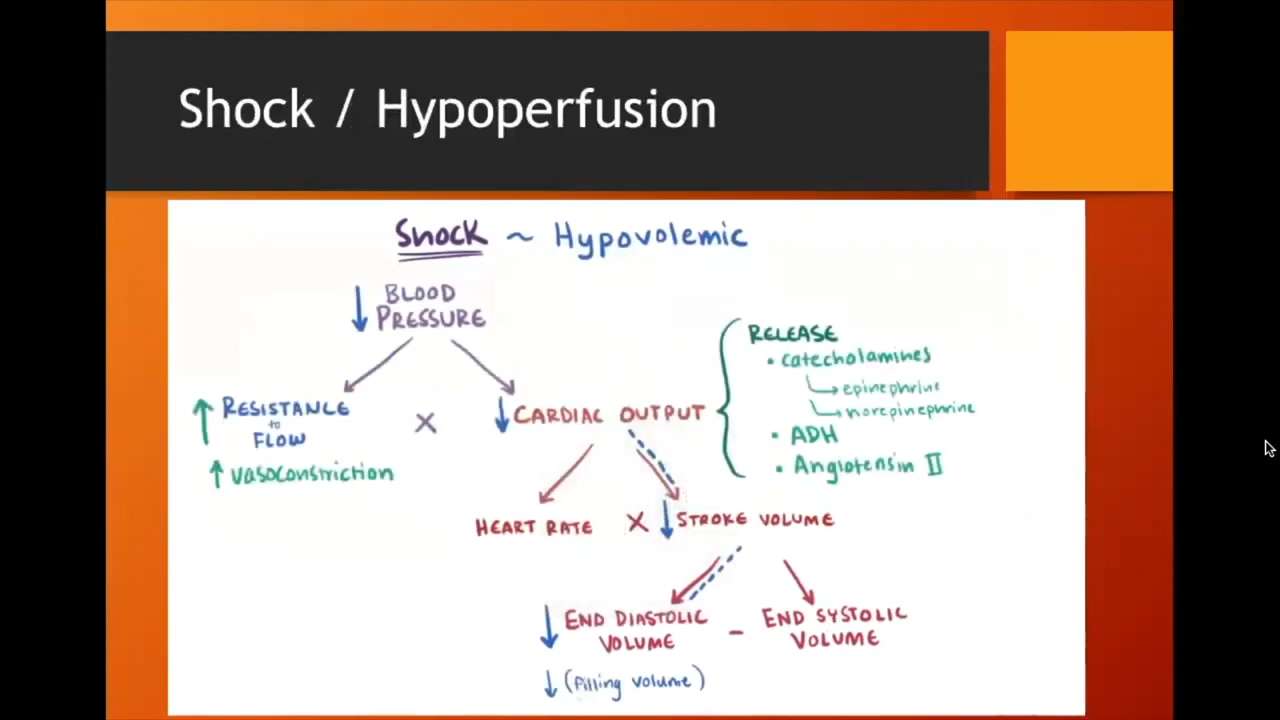 Shock / Hypoperfusion
Shock ~ Hypovolemic
↓ BLOOD
PRESSURE
RELEASE
• catecholamines
↳ epinephrine
↳ norepinephrine
• ADH
• Angiotensin II
↑ RESISTANCE
to
FLOW
↑ vasoconstriction
×
↓ CARDIAC OUTPUT
HEART RATE × ↓ STROKE VOLUME
↓ END DIASTOLIC
VOLUME
–
END SYSTOLIC
VOLUME
↓ (filling volume)